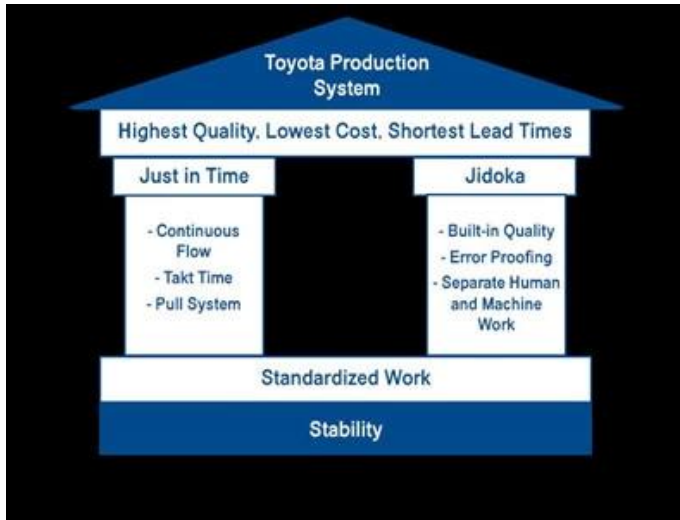 Toyota Production
System
Highest Quality, Lowest Cost, Shortest Lead Times
Just in Time
- Continuous
Flow
- Takt Time
- Pull System
Jidoka
- Built-in Quality
- Error Proofing
- Separate Human
and Machine
Work
Standardized Work
Stability